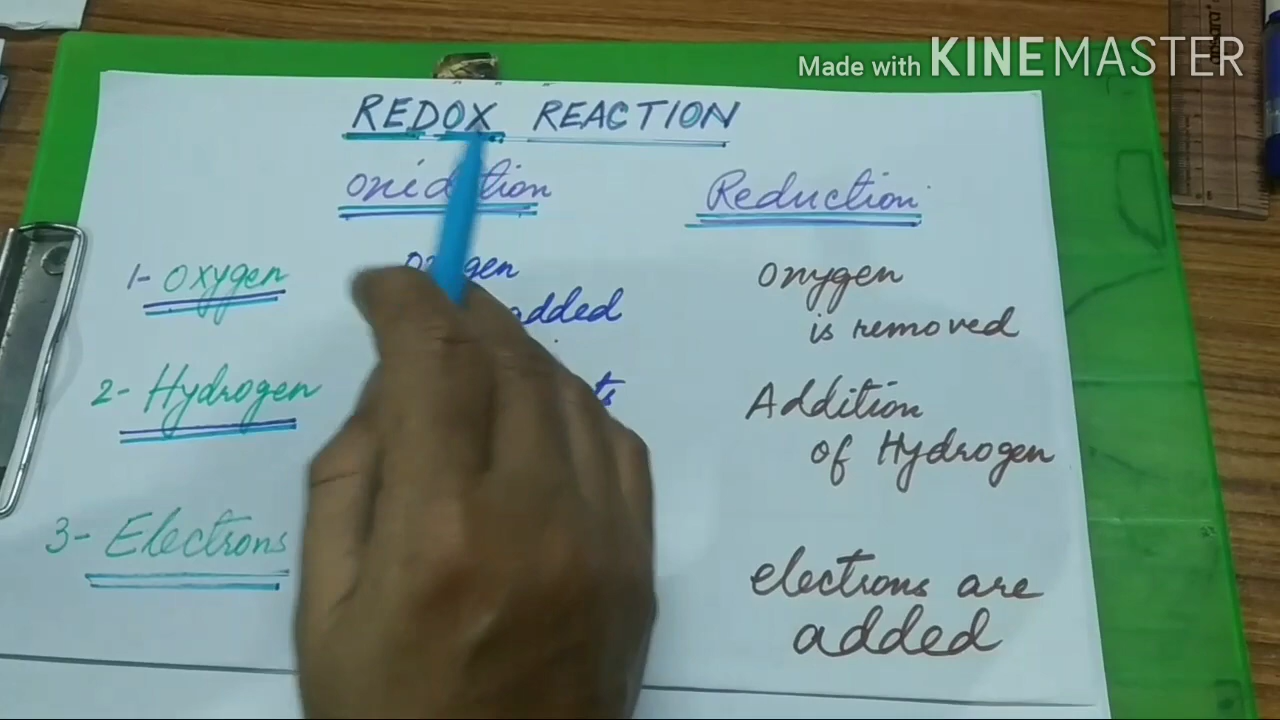 Made with KINEMASTER
REDOX REACTION
Reduction
1- Oxygen
added
Oxygen
is removed
2- Hydrogen
Addition
of Hydrogen
3- Electrons
electrons are
added